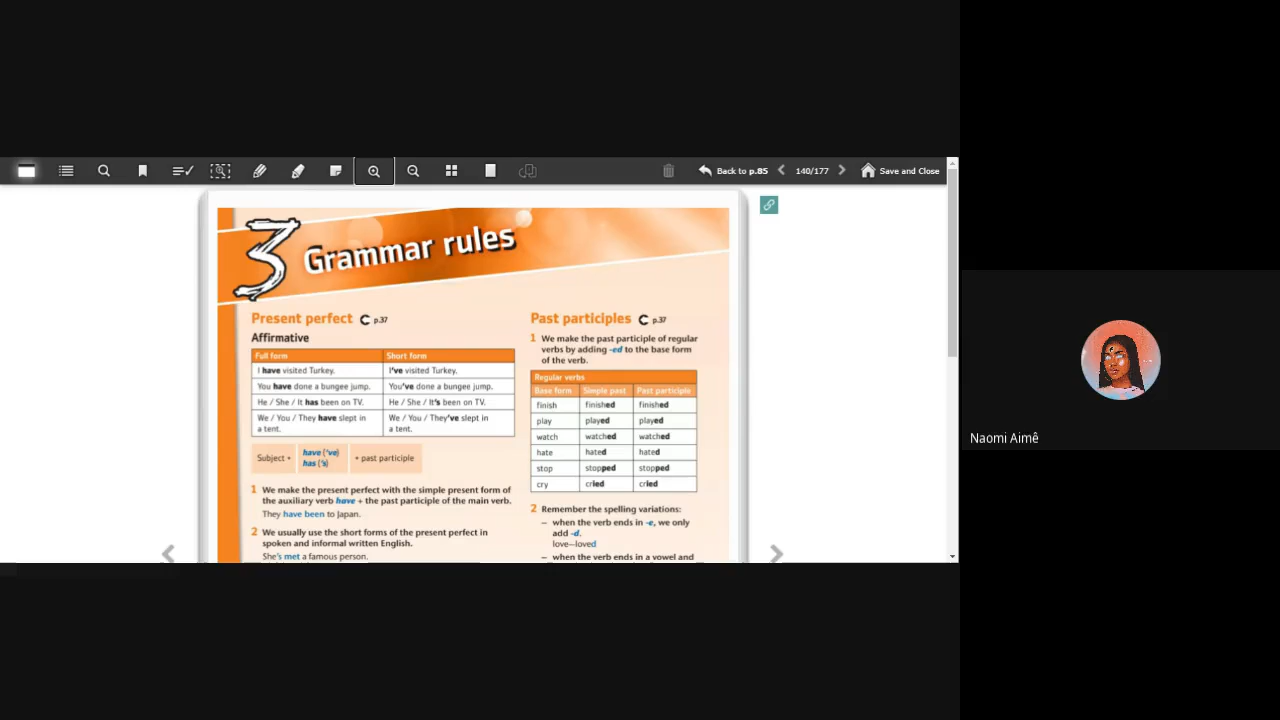 Back to p.85
140/177
Save and Close
3 Grammar rules
Present perfect C p.37
Affirmative
Full form Short form
I have visited Turkey. I've visited Turkey.
You have done a bungee jump. You've done a bungee jump.
He / She / It has been on TV. He / She / It's been on TV.
We / You / They have slept in We / You / They've slept in
a tent. a tent.
Subject + have ('ve) + past participle
has ('s)
1 We make the present perfect with the simple present form of
the auxiliary verb have + the past participle of the main verb.
They have been to Japan.
2 We usually use the short forms of the present perfect in
spoken and informal written English.
She's met a famous person.
Past participles C p.37
1 We make the past participle of regular
verbs by adding -ed to the base form
of the verb.
Regular verbs
Base form Simple past Past participle
finish finished finished
play played played
watch watched watched
hate hated hated
stop stopped stopped
cry cried cried
2 Remember the spelling variations:
– when the verb ends in -e, we only
add -d.
love–loved
– when the verb ends in a vowel and
Naomi Aimê